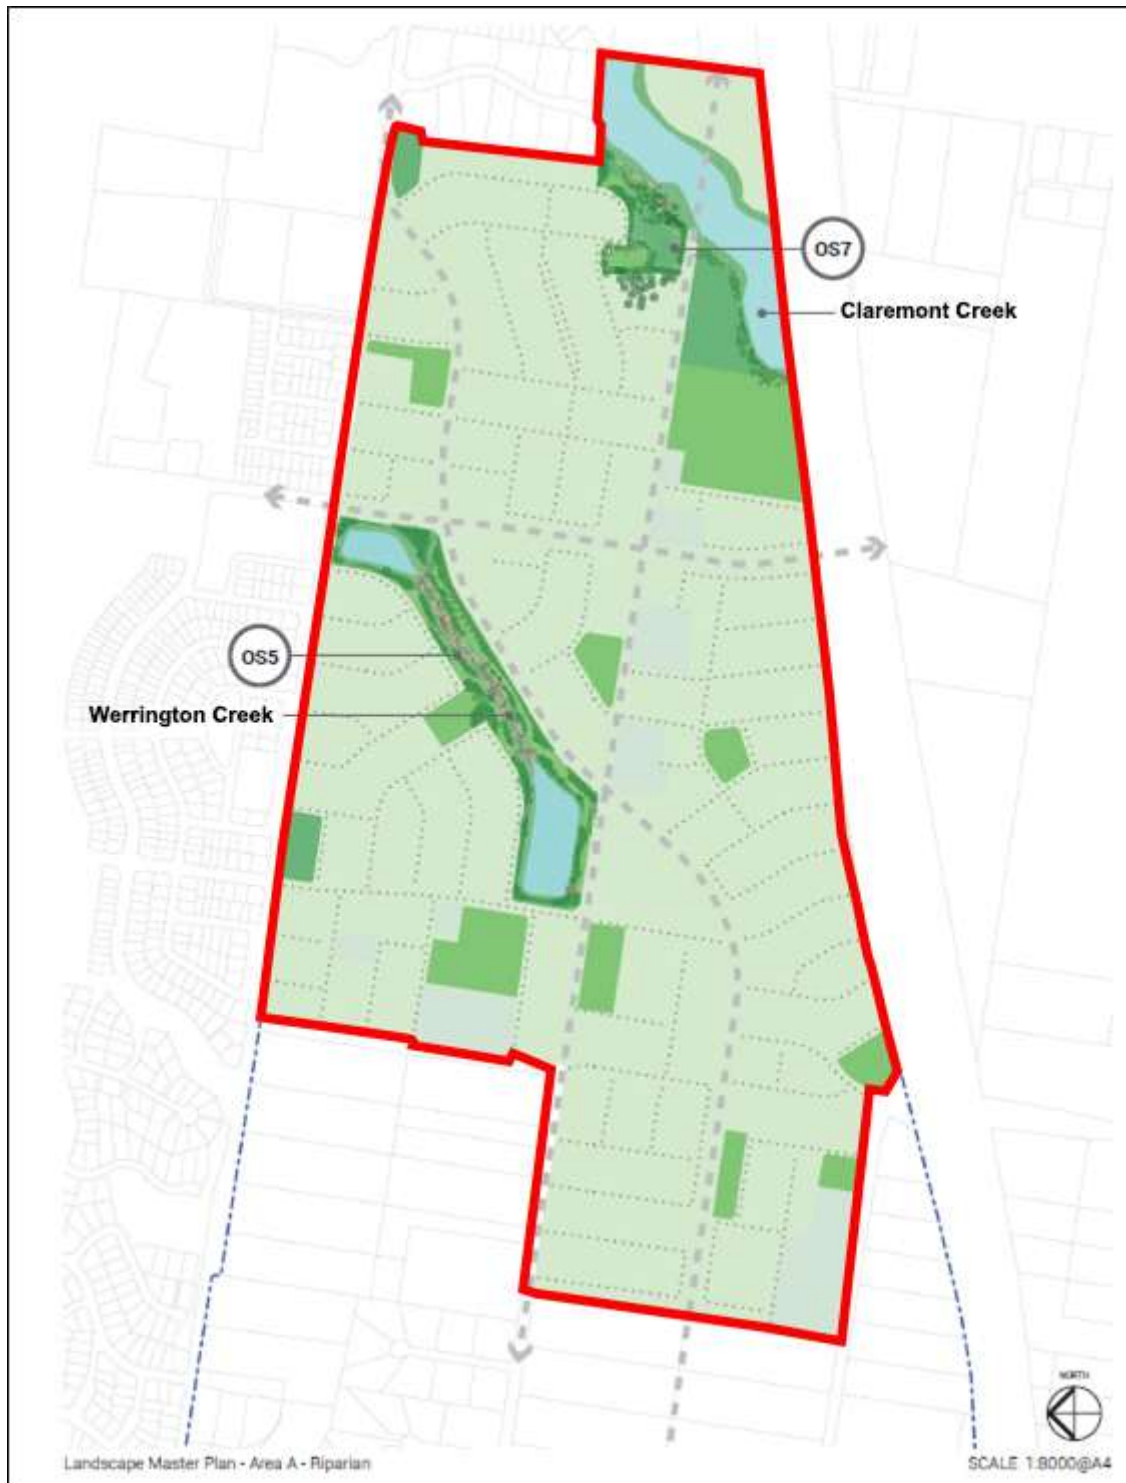 OS7
Claremont Creek
OS5
Werrington Creek
NORTH
Landscape Master Plan - Area A - Riparian
SCALE 1:8000@A4